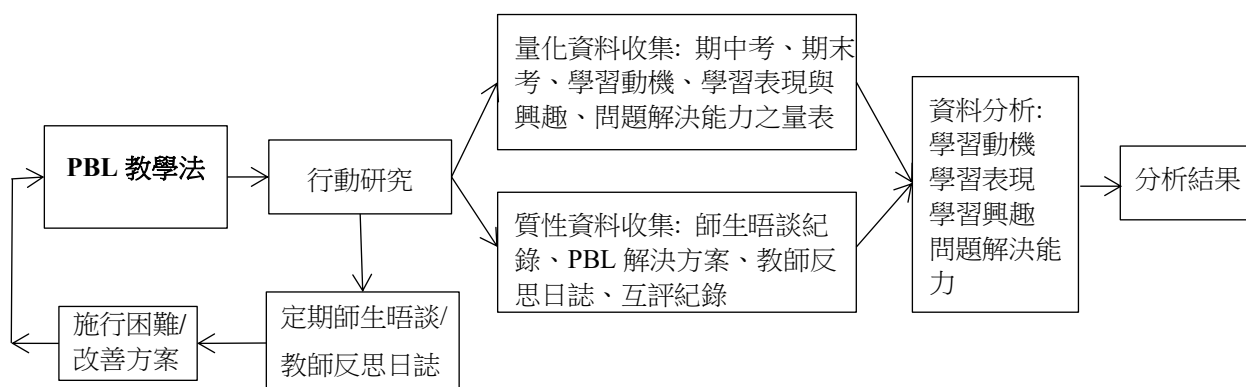 PBL 教學法
行動研究
量化資料收集: 期中考、期末
考、學習動機、學習表現與
興趣、問題解決能力之量表
質性資料收集: 師生晤談紀
錄、PBL 解決方案、教師反
思日誌、互評紀錄
資料分析:
學習動機
學習表現
學習興趣
問題解決能
力
分析結果
定期師生晤談/
教師反思日誌
施行困難/
改善方案